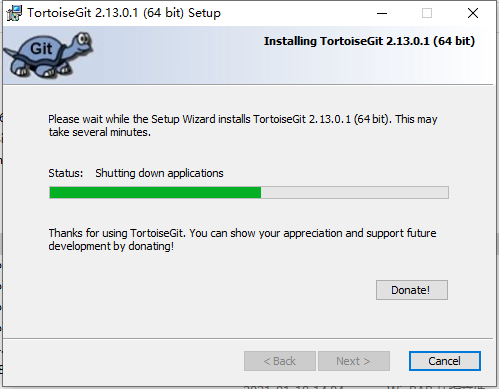 TortoiseGit 2.13.0.1 (64 bit) Setup
Git
Installing TortoiseGit 2.13.0.1 (64 bit)
Please wait while the Setup Wizard installs TortoiseGit 2.13.0.1 (64 bit). This may
take several minutes.
Status: Shutting down applications
Thanks for using TortoiseGit. You can show your appreciation and support future
development by donating!
Donate!
< Back
Next >
Cancel